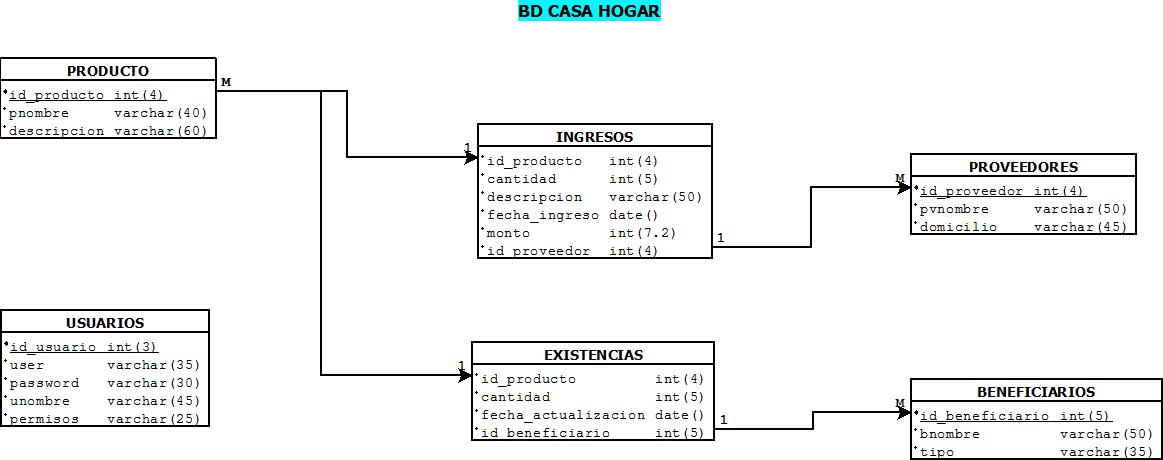 BD CASA HOGAR
PRODUCTO
id_producto int(4)
pnombre varchar(40)
descripcion varchar(60)
M
1
INGRESOS
id_producto int(4)
cantidad int(5)
descripcion varchar(50)
fecha_ingreso date()
monto int(7.2)
id_proveedor int(4)
1
M
PROVEEDORES
id_proveedor int(4)
pvnombre varchar(50)
domicilio varchar(45)
USUARIOS
id_usuario int(3)
user varchar(35)
password varchar(30)
unombre varchar(45)
permisos varchar(25)
1
EXISTENCIAS
id_producto int(4)
cantidad int(5)
fecha_actualizacion date()
id_beneficiario int(5)
1
M
BENEFICIARIOS
id_beneficiario int(5)
bnombre varchar(50)
tipo varchar(35)